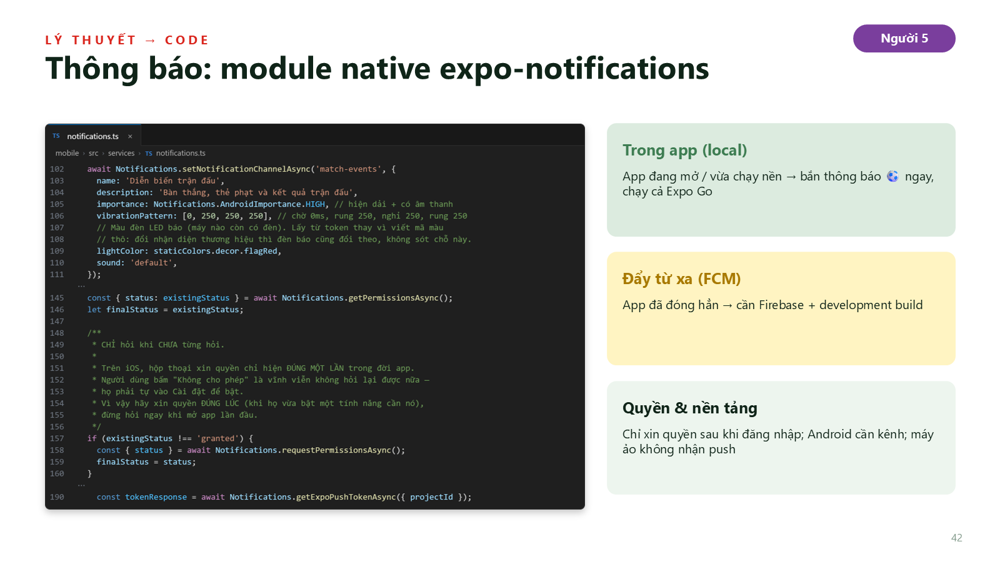 LÝ THUYẾT → CODE
Người 5
Thông báo: module native expo-notifications
TS notifications.ts ×
mobile › src › services › TS notifications.ts
102 await Notifications.setNotificationChannelAsync('match-events', {
103 name: 'Diễn biến trận đấu',
104 description: 'Bàn thắng, thẻ phạt và kết quả trận đấu',
105 importance: Notifications.AndroidImportance.HIGH, // hiện dải + có âm thanh
106 vibrationPattern: [0, 250, 250, 250], // chờ 0ms, rung 250, nghỉ 250, rung 250
107 // Màu đèn LED báo (máy nào còn có đèn). Lấy từ token thay vì viết mã màu
108 // thô: đổi nhận diện thương hiệu thì đèn báo cũng đổi theo, không sót chỗ này.
109 lightColor: staticColors.decor.flagRed,
110 sound: 'default',
111 });
...
145 const { status: existingStatus } = await Notifications.getPermissionsAsync();
146 let finalStatus = existingStatus;
147
148 /**
149 * CHỈ hỏi khi CHƯA từng hỏi.
150 *
151 * Trên iOS, hộp thoại xin quyền chỉ hiện ĐÚNG MỘT LẦN trong đời app.
152 * Người dùng bấm "Không cho phép" là vĩnh viễn không hỏi lại được nữa —
153 * họ phải tự vào Cài đặt để bật.
154 * Vì vậy hãy xin quyền ĐÚNG LÚC (khi họ vừa bật một tính năng cần nó),
155 * đừng hỏi ngay khi mở app lần đầu.
156 */
157 if (existingStatus !== 'granted') {
158 const { status } = await Notifications.requestPermissionsAsync();
159 finalStatus = status;
160 }
...
190 const tokenResponse = await Notifications.getExpoPushTokenAsync({ projectId });
Trong app (local)
App đang mở / vừa chạy nền → bắn thông báo ⚽ ngay,
chạy cả Expo Go
Đẩy từ xa (FCM)
App đã đóng hẳn → cần Firebase + development build
Quyền & nền tảng
Chỉ xin quyền sau khi đăng nhập; Android cần kênh; máy
ảo không nhận push
42